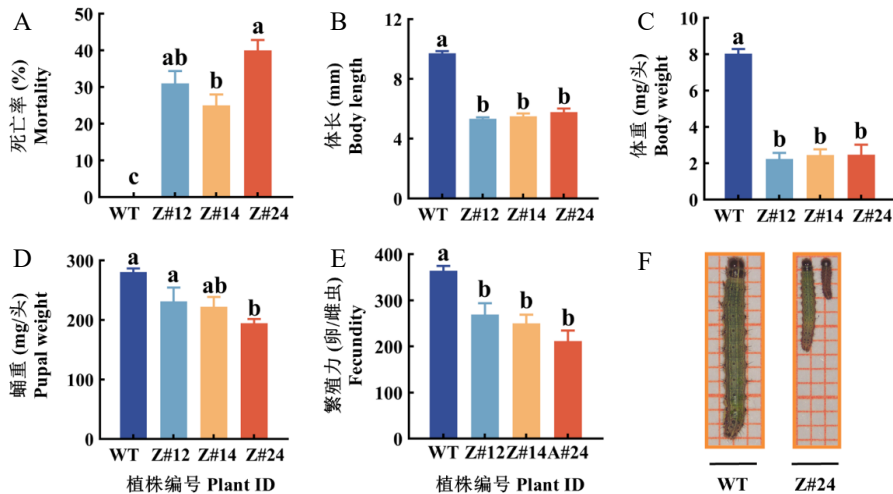 A
死亡率 (%)
Mortality
50
40
30
20
10
0
c
ab
b
a
WT
Z#12
Z#14
Z#24
B
体长 (mm)
Body length
12
9
6
3
0
a
b
b
b
WT
Z#12
Z#14
Z#24
C
体重 (mg/头)
Body weight
10
8
6
4
2
0
a
b
b
b
WT
Z#12
Z#14
Z#24
D
蛹重 (mg/头)
Pupal weight
300
200
100
0
a
a
ab
b
WT
Z#12
Z#14
Z#24
植株编号 Plant ID
E
繁殖力 (卵/雌虫)
Fecundity
400
300
200
100
0
a
b
b
b
WT
Z#12
Z#14
A#24
植株编号 Plant ID
F
WT
Z#24